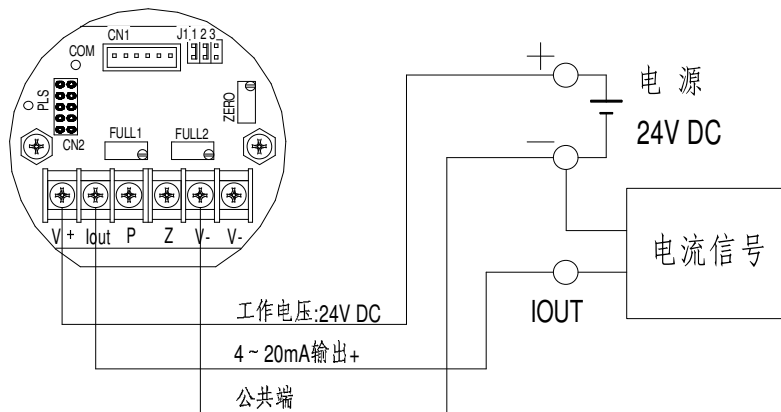 CN1
J1 1 2 3
COM
PLS
CN2
ZERO
FULL1
FULL2
V+ Iout P Z V- V-
+
电 源
24V DC
−
电流信号
IOUT
工作电压:24V DC
4～20mA输出+
公共端